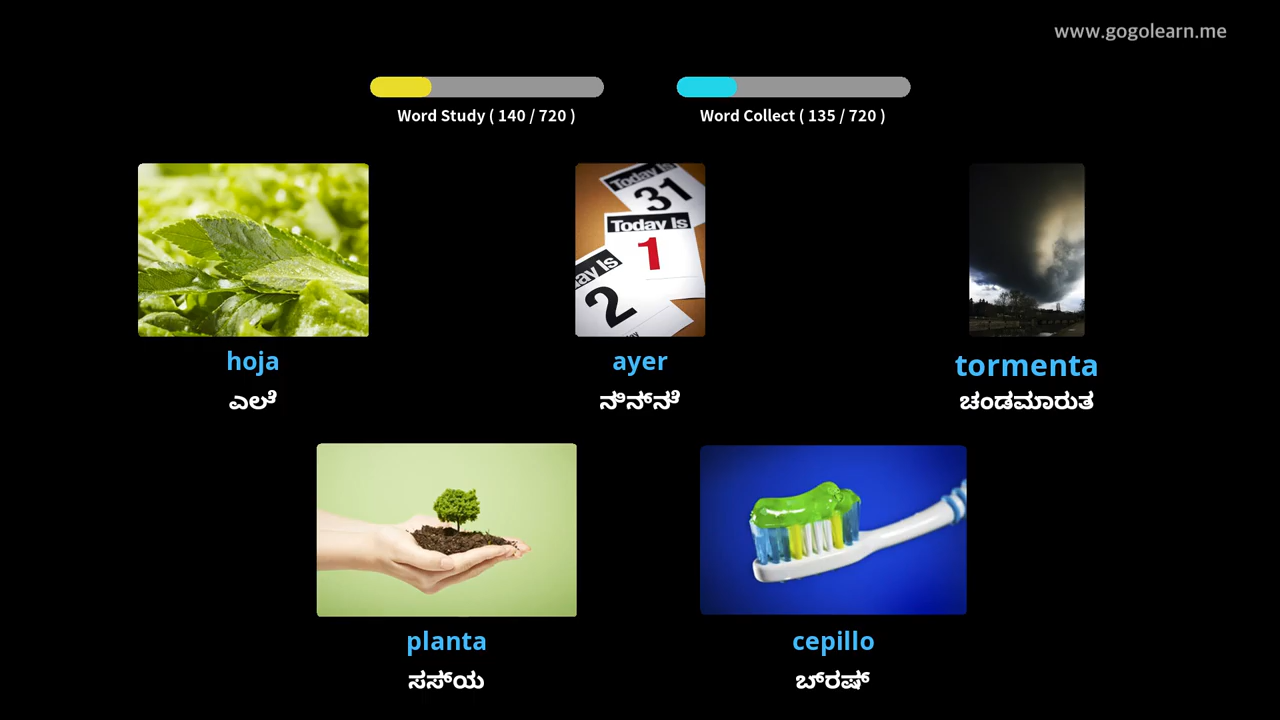 www.gogolearn.me
Word Study ( 140 / 720 )
Word Collect ( 135 / 720 )
Today Is
31
Today Is
1
ay Is
2
hoja
ayer
tormenta
ಎಲೆ
ನಿನ್ನೆ
ಚಂಡಮಾರುತ
planta
cepillo
ಸಸ್ಯ
ಬ್ರಷ್